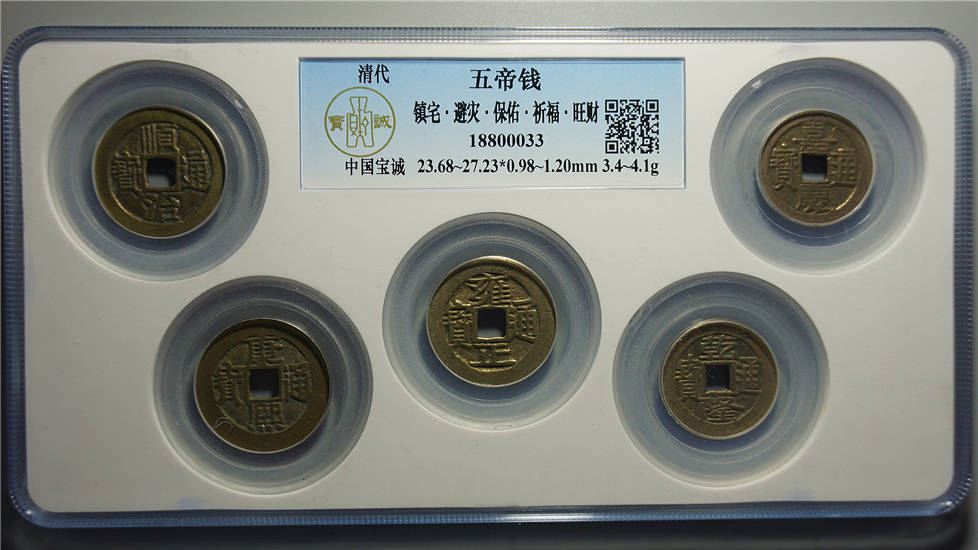 清代
五帝钱
寳誠
镇宅·避灾·保佑·祈福·旺财
18800033
中国宝诚
23.68~27.23*0.98~1.20mm 3.4~4.1g
順治通寶
嘉慶通寶
康熙通寶
雍正通寶
乾隆通寶